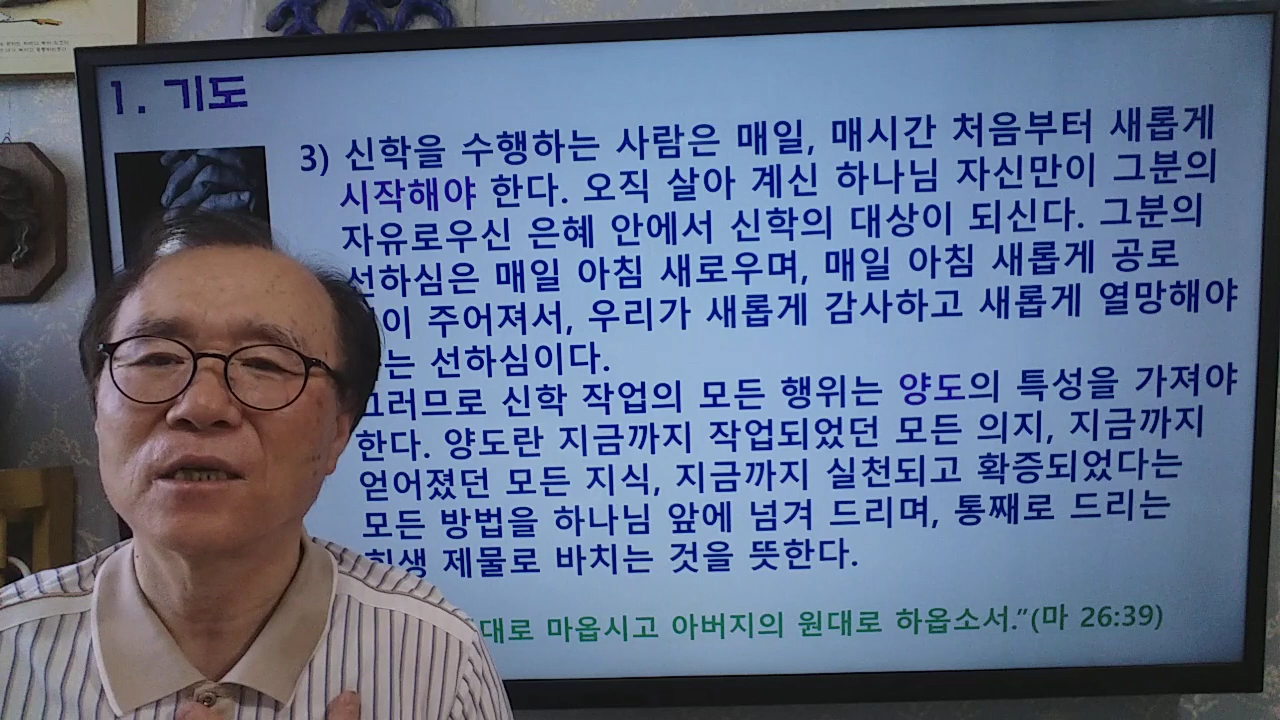 1. 기도
3) 신학을 수행하는 사람은 매일, 매시간 처음부터 새롭게
시작해야 한다. 오직 살아 계신 하나님 자신만이 그분의
자유로우신 은혜 안에서 신학의 대상이 되신다. 그분의
선하심은 매일 아침 새로우며, 매일 아침 새롭게 공로
이 주어져서, 우리가 새롭게 감사하고 새롭게 열망해야
는 선하심이다.
그러므로 신학 작업의 모든 행위는 양도의 특성을 가져야
한다. 양도란 지금까지 작업되었던 모든 의지, 지금까지
얻어졌던 모든 지식, 지금까지 실천되고 확증되었다는
모든 방법을 하나님 앞에 넘겨 드리며, 통째로 드리는
희생 제물로 바치는 것을 뜻한다.
대로 마옵시고 아버지의 원대로 하옵소서.”(마 26:39)